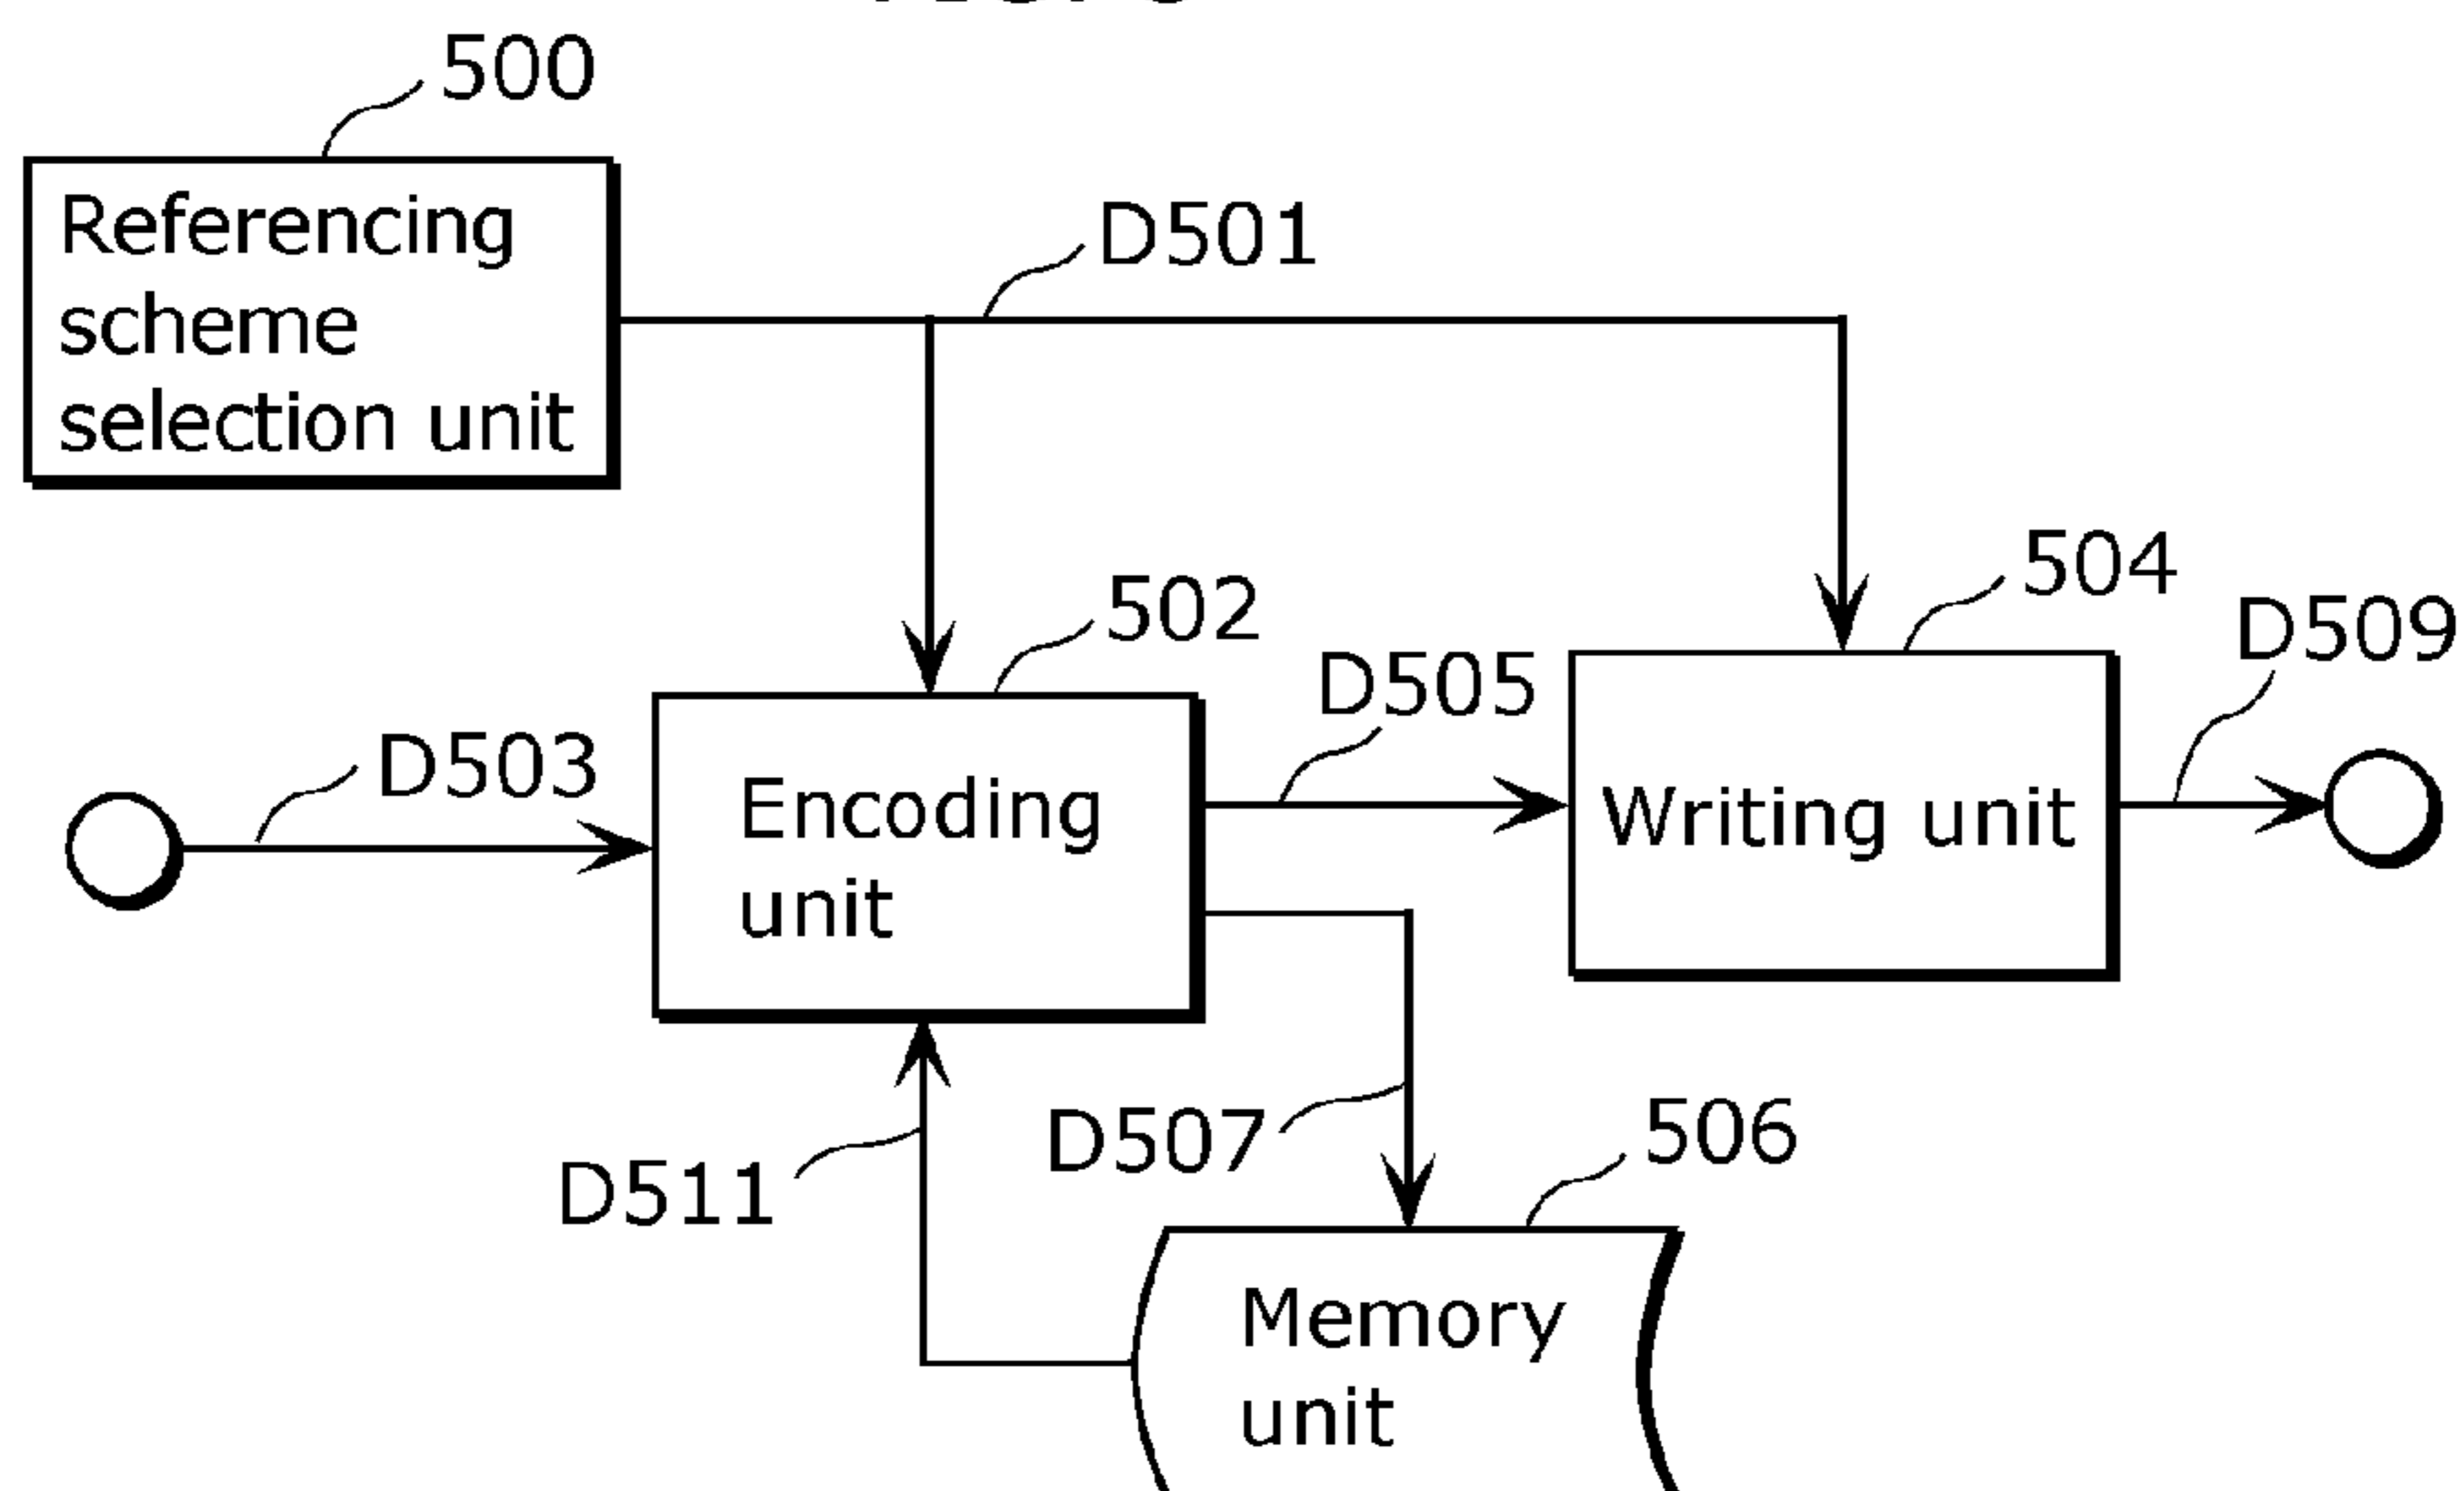 500
Referencing
scheme
selection unit
D501
502
504
D509
D505
D503
Encoding
unit
Writing unit
D507
506
D511
Memory
unit